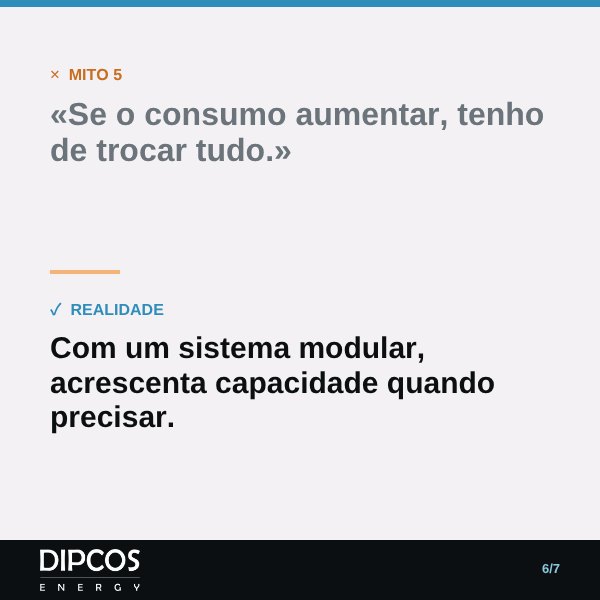 × MITO 5
«Se o consumo aumentar, tenho
de trocar tudo.»
✓ REALIDADE
Com um sistema modular,
acrescenta capacidade quando
precisar.
DIPCOS
ENERGY
6/7